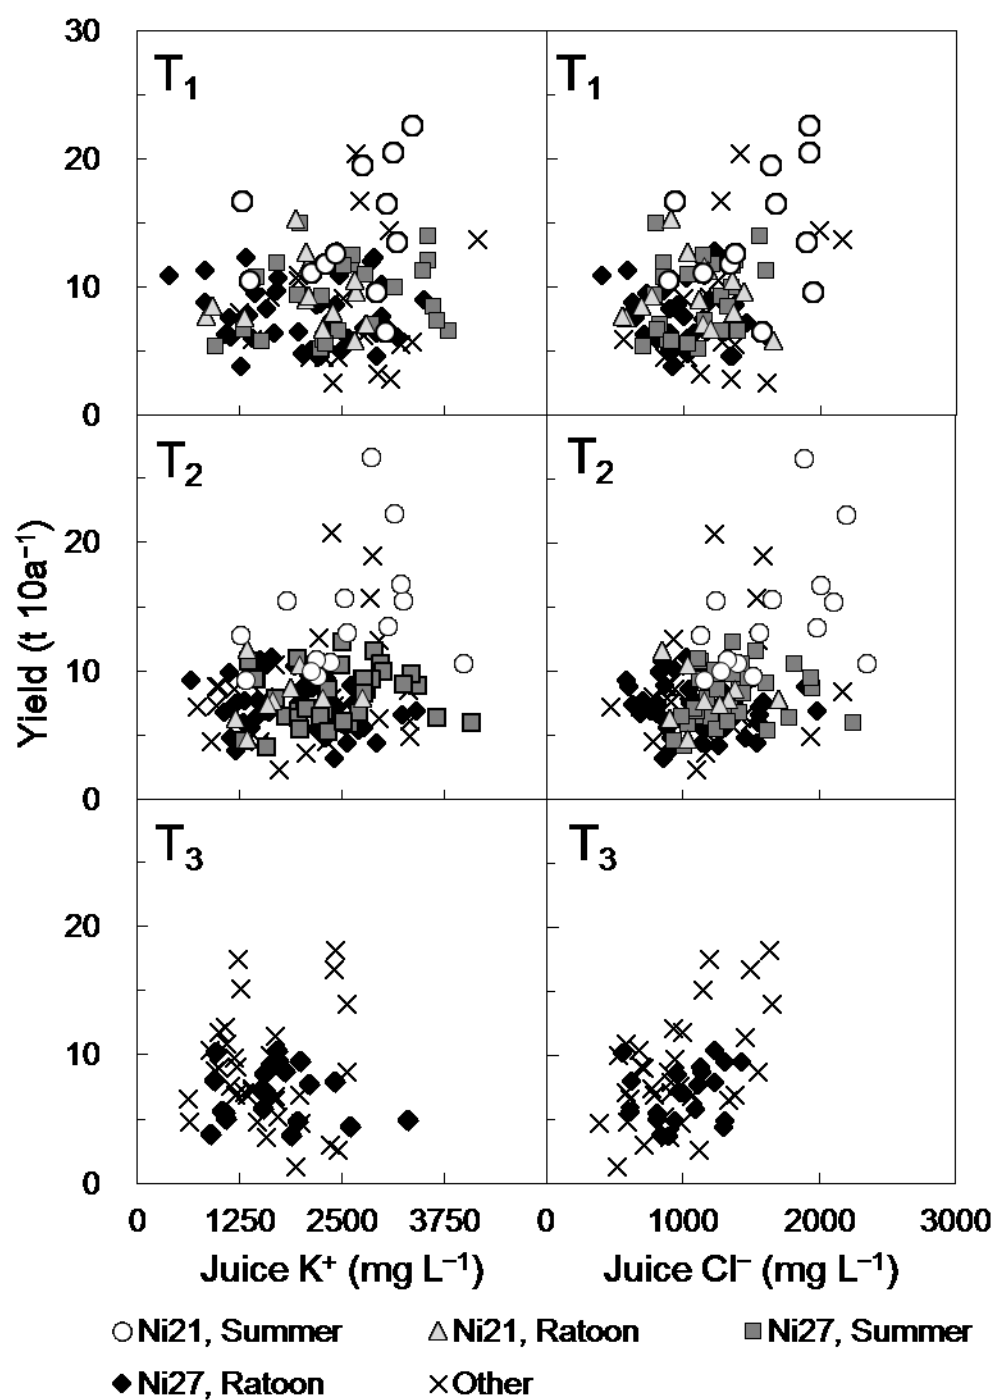 30
T₁
T₁
20
10
0
T₂
T₂
20
10
0
Yield (t 10a⁻¹)
T₃
T₃
20
10
0
0 1250 2500 3750 0 1000 2000 3000
Juice K⁺ (mg L⁻¹) Juice Cl⁻ (mg L⁻¹)
Ni21, Summer Ni21, Ratoon Ni27, Summer
Ni27, Ratoon Other